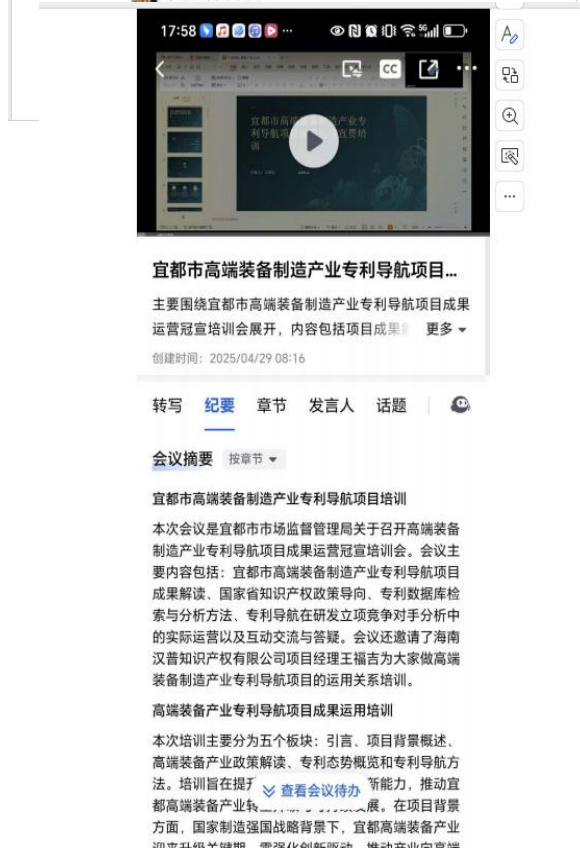 17:58
CC
宜都市高端装备制造产业专利导航项目...
主要围绕宜都市高端装备制造产业专利导航项目成果
运营冠宣培训会展开，内容包括项目成果
更多
创建时间：2025/04/29 08:16
转写 纪要 章节 发言人 话题
会议摘要 按章节
宜都市高端装备制造产业专利导航项目培训
本次会议是宜都市市场监督管理局关于召开高端装备
制造产业专利导航项目成果运营冠宣培训会。会议主
要内容包括：宜都市高端装备制造产业专利导航项目
成果解读、国家省知识产权政策导向、专利数据库检
索与分析方法、专利导航在研发立项竞争对手分析中
的实际运营以及互动交流与答疑。会议还邀请了海南
汉普知识产权有限公司项目经理王福吉为大家做高端
装备制造产业专利导航项目的运用关系培训。
高端装备产业专利导航项目成果运用培训
本次培训主要分为五个板块：引言、项目背景概述、
高端装备产业政策解读、专利态势概览和专利导航方
法。培训旨在提
查看会议待办
新能力，推动宜
都高端装备产业转
展。在项目背景
方面，国家制造强国战略背景下，宜都高端装备产业